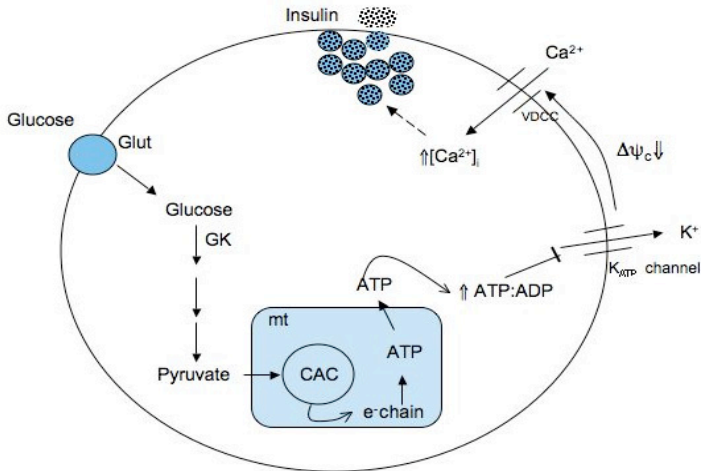 Insulin
Ca²⁺
VDCC
Glucose
Glut
⇑[Ca²⁺]ᵢ
Δψc⇓
Glucose
GK
K⁺
KATP channel
ATP
⇑ ATP:ADP
mt
ATP
Pyruvate
CAC
e⁻chain